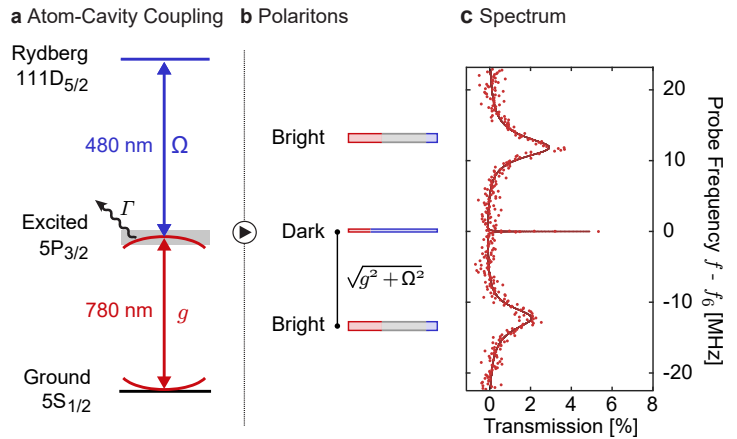 a Atom-Cavity Coupling
Rydberg
111D5/2
480 nm
Ω
Γ
Excited
5P3/2
780 nm
g
Ground
5S1/2
b Polaritons
Bright
Dark
√g² + Ω²
Bright
c Spectrum
20
10
0
-10
-20
Probe Frequency f - f6 [MHz]
0 2 4 6 8
Transmission [%]